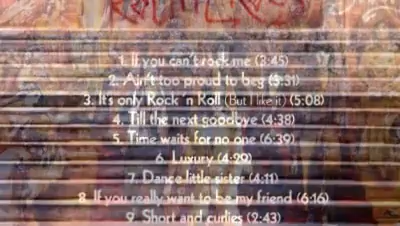 1. If you can't rock me (3:45)
2. Ain't too proud to beg (3:31)
3. It's only Rock 'n Roll (But I like it) (5:08)
4. Till the next goodbye (4:38)
5. Time waits for no one (6:39)
6. Luxury (4:29)
7. Dance little sister (4:11)
8. If you really want to be my friend (6:16)
9. Short and curlies (2:43)